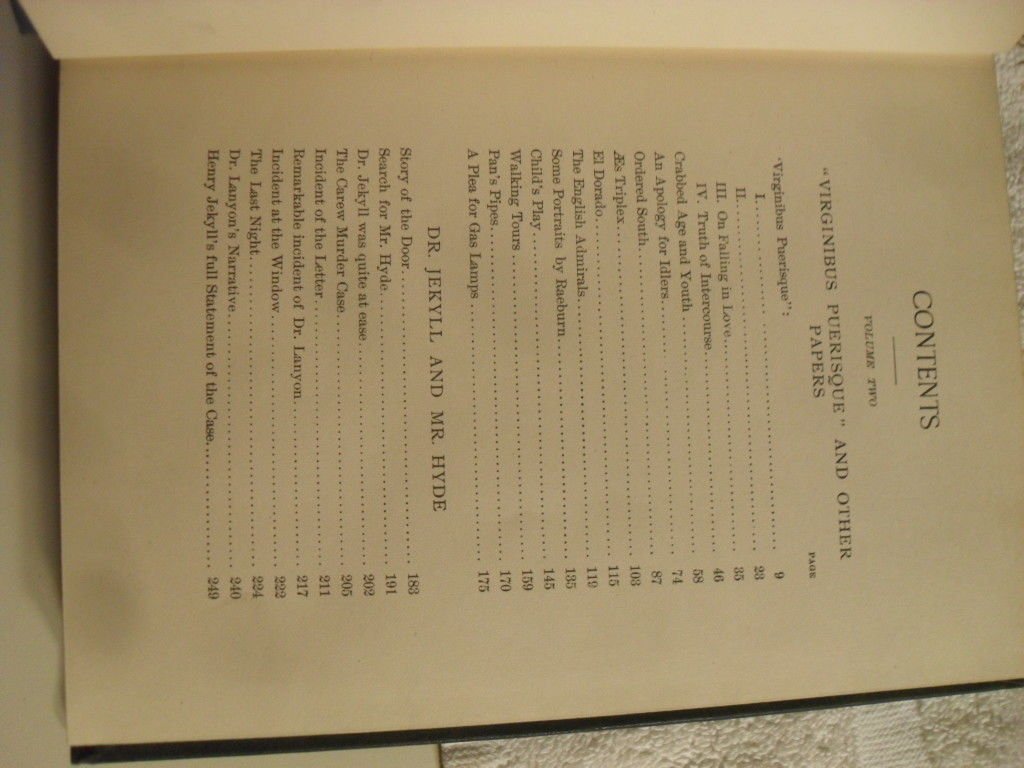 CONTENTS
VOLUME TWO
"VIRGINIBUS PUERISQUE" AND OTHER
PAPERS
PAGE
"Virginibus Puerisque":
I. 9
II. 23
III. On Falling in Love 35
IV. Truth of Intercourse 46
Crabbed Age and Youth 58
An Apology for Idlers 74
Ordered South 87
Æs Triplex 103
El Dorado 115
The English Admirals 119
Some Portraits by Raeburn 135
Child's Play 145
Walking Tours 159
Pan's Pipes 170
A Plea for Gas Lamps 175
DR. JEKYLL AND MR. HYDE
Story of the Door 183
Search for Mr. Hyde 191
Dr. Jekyll was quite at ease 202
The Carew Murder Case 205
Incident of the Letter 211
Remarkable incident of Dr. Lanyon 217
Incident at the Window 222
The Last Night 224
Dr. Lanyon's Narrative 240
Henry Jekyll's full Statement of the Case 249